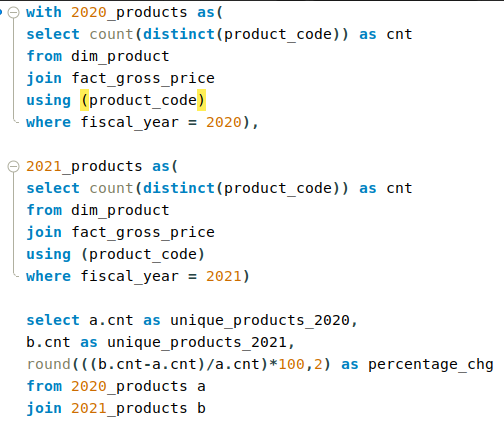 with 2020_products as(
select count(distinct(product_code)) as cnt
from dim_product
join fact_gross_price
using (product_code)
where fiscal_year = 2020),
2021_products as(
select count(distinct(product_code)) as cnt
from dim_product
join fact_gross_price
using (product_code)
where fiscal_year = 2021)
select a.cnt as unique_products_2020,
b.cnt as unique_products_2021,
round(((b.cnt-a.cnt)/a.cnt)*100,2) as percentage_chg
from 2020_products a
join 2021_products b